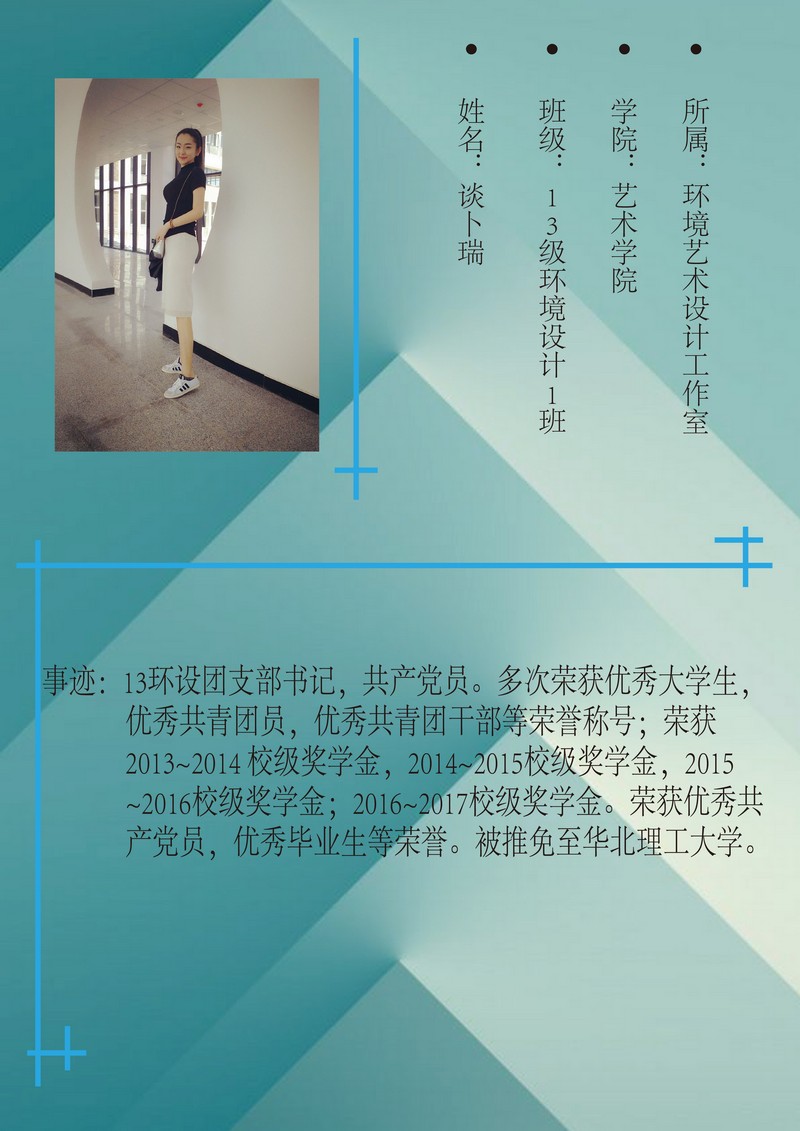 所属：环境艺术设计工作室
学院：艺术学院
班级：13级环境设计1班
姓名：谈卜瑞
事迹：13环设团支部书记，共产党员。多次荣获优秀大学生，
优秀共青团员，优秀共青团干部等荣誉称号；荣获
2013~2014 校级奖学金，2014~2015校级奖学金，2015
~2016校级奖学金；2016~2017校级奖学金。荣获优秀共
产党员，优秀毕业生等荣誉。被推免至华北理工大学。